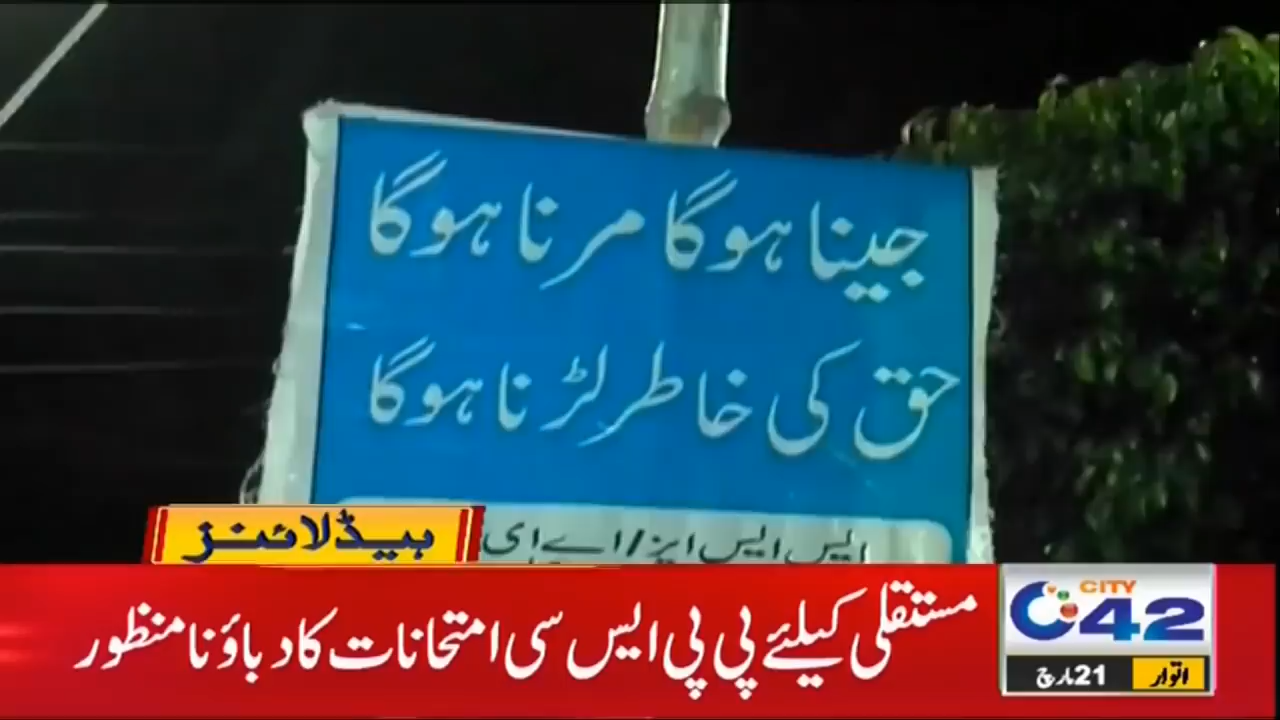 جینا ہوگا مرنا ہوگا
حق کی خاطر لڑنا ہوگا
ایس ایس ایز/اے ای
ہیڈلائنز
مستقلی کیلئے پی پی ایس سی امتحانات کا دباؤ نامنظور
CITY
42
اتوار
21 مارچ